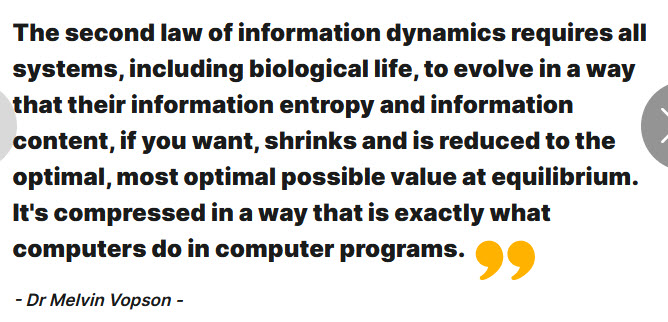 The second law of information dynamics requires all
systems, including biological life, to evolve in a way
that their information entropy and information
content, if you want, shrinks and is reduced to the
optimal, most optimal possible value at equilibrium.
It's compressed in a way that is exactly what
computers do in computer programs. ”
- Dr Melvin Vopson -